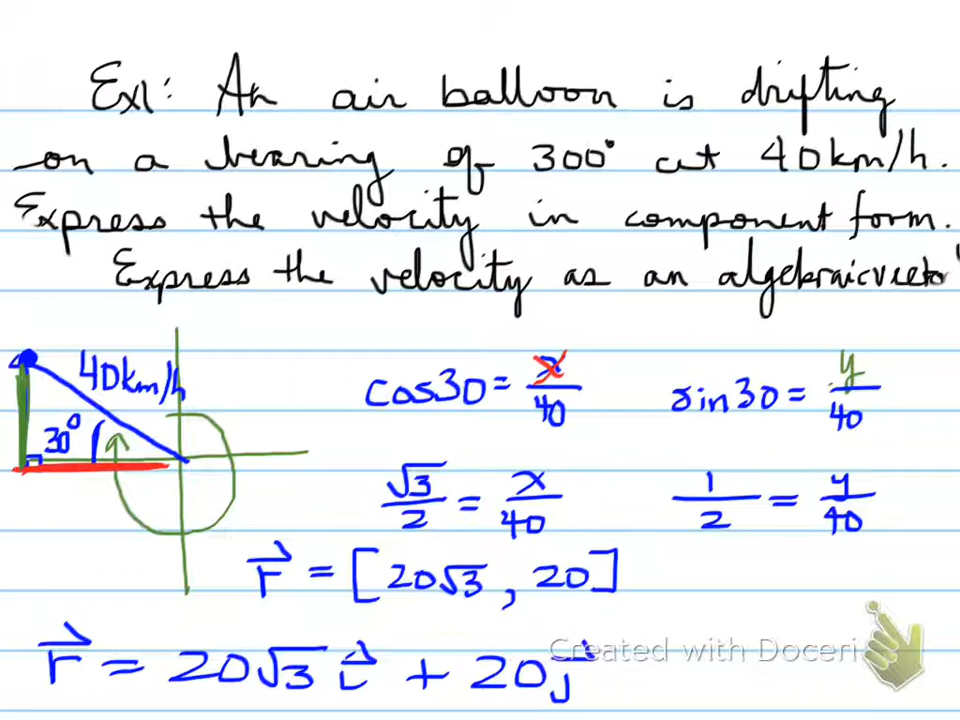 Ex1: An air balloon is drifting
on a bearing of 300° at 40km/h.
Express the velocity in component form.
Express the velocity as an algebraic vector
40km/h
30°
cos30 = x/40
sin30 = y/40
√3/2 = x/40
1/2 = y/40
r⃗ = [20√3, 20]
r⃗ = 20√3 i⃗ + 20j⃗
Created with Doceri